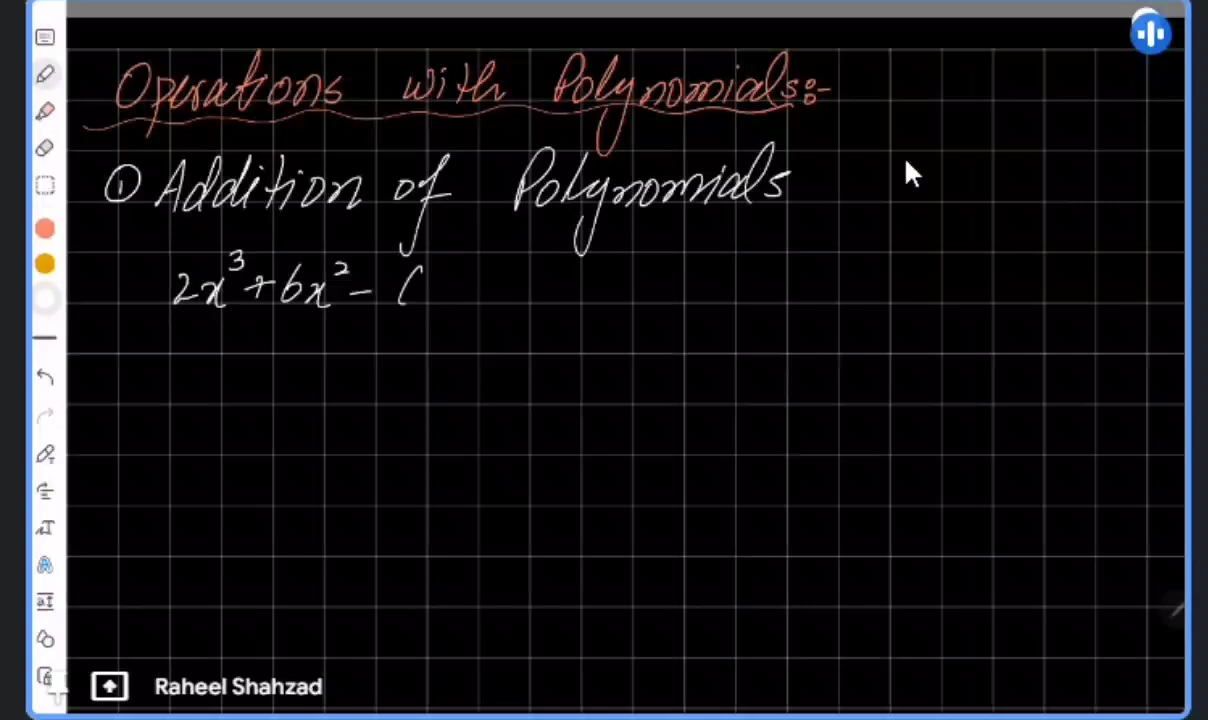 Operations with Polynomials:-
① Addition of Polynomials
2x³+6x²- (
Raheel Shahzad